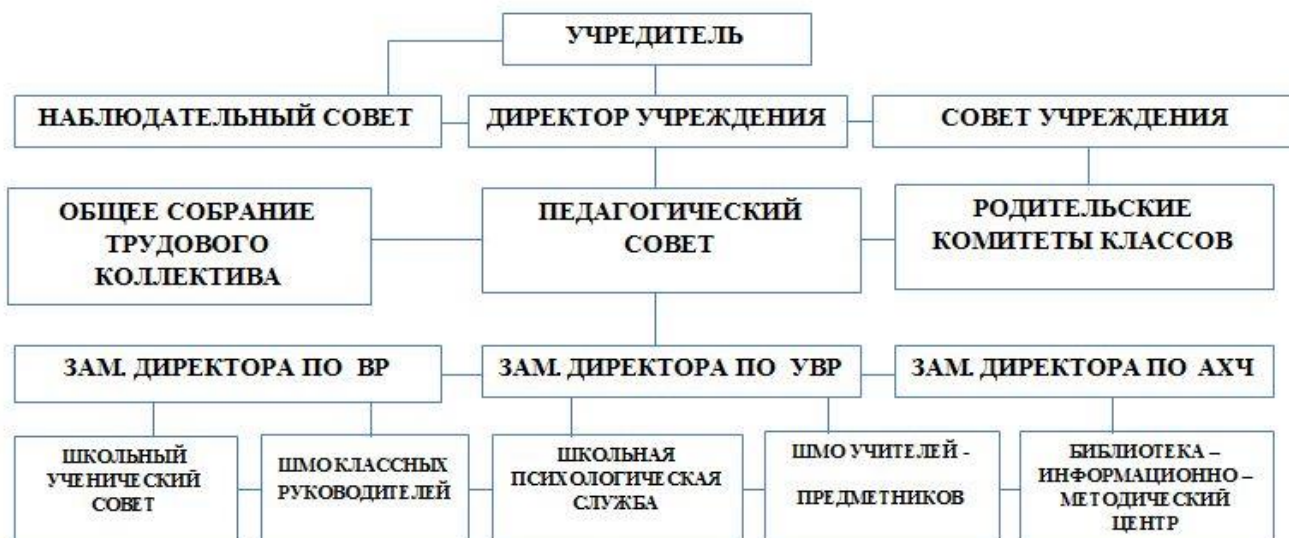 УЧРЕДИТЕЛЬ
НАБЛЮДАТЕЛЬНЫЙ СОВЕТ
ДИРЕКТОР УЧРЕЖДЕНИЯ
СОВЕТ УЧРЕЖДЕНИЯ
ОБЩЕЕ СОБРАНИЕ
ТРУДОВОГО
КОЛЛЕКТИВА
ПЕДАГОГИЧЕСКИЙ
СОВЕТ
РОДИТЕЛЬСКИЕ
КОМИТЕТЫ КЛАССОВ
ЗАМ. ДИРЕКТОРА ПО ВР
ЗАМ. ДИРЕКТОРА ПО УВР
ЗАМ. ДИРЕКТОРА ПО АХЧ
ШКОЛЬНЫЙ
УЧЕНИЧЕСКИЙ
СОВЕТ
ШМО КЛАССНЫХ
РУКОВОДИТЕЛЕЙ
ШКОЛЬНАЯ
ПСИХОЛОГИЧЕСКАЯ
СЛУЖБА
ШМО УЧИТЕЛЕЙ -
ПРЕДМЕТНИКОВ
БИБЛИОТЕКА –
ИНФОРМАЦИОННО –
МЕТОДИЧЕСКИЙ
ЦЕНТР